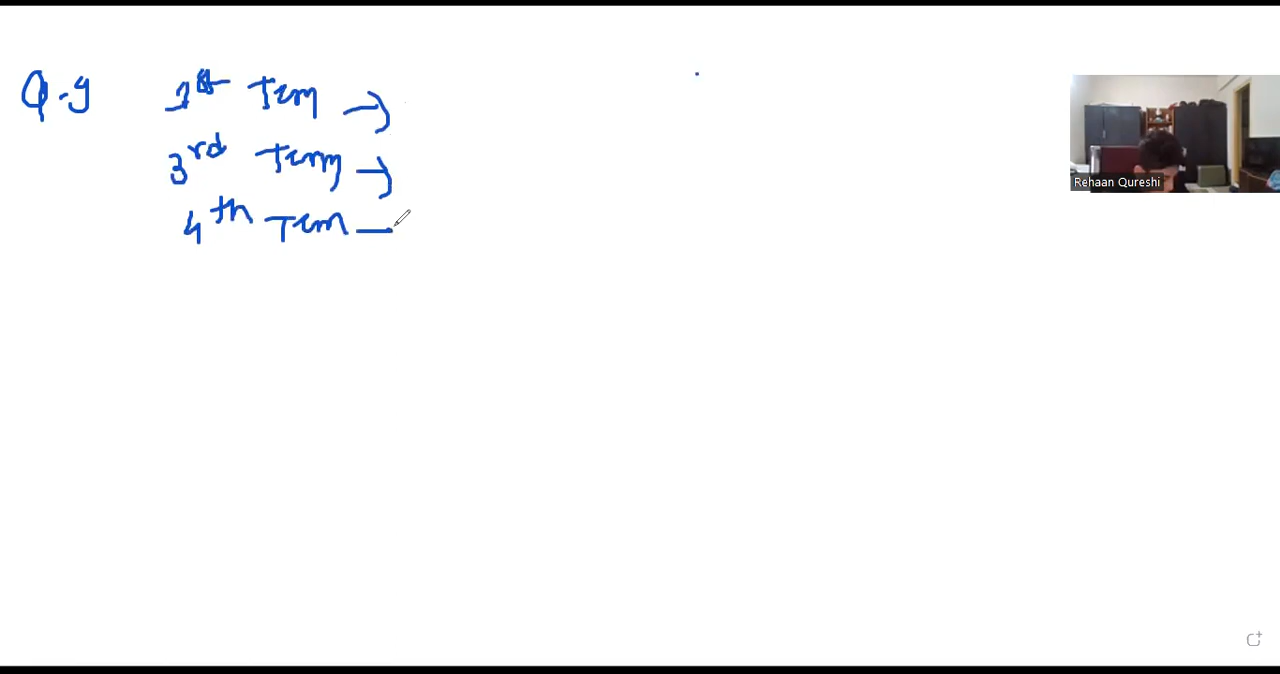 Q.9 1st Term →
3rd Term →
4th Term —
Rehaan Qureshi